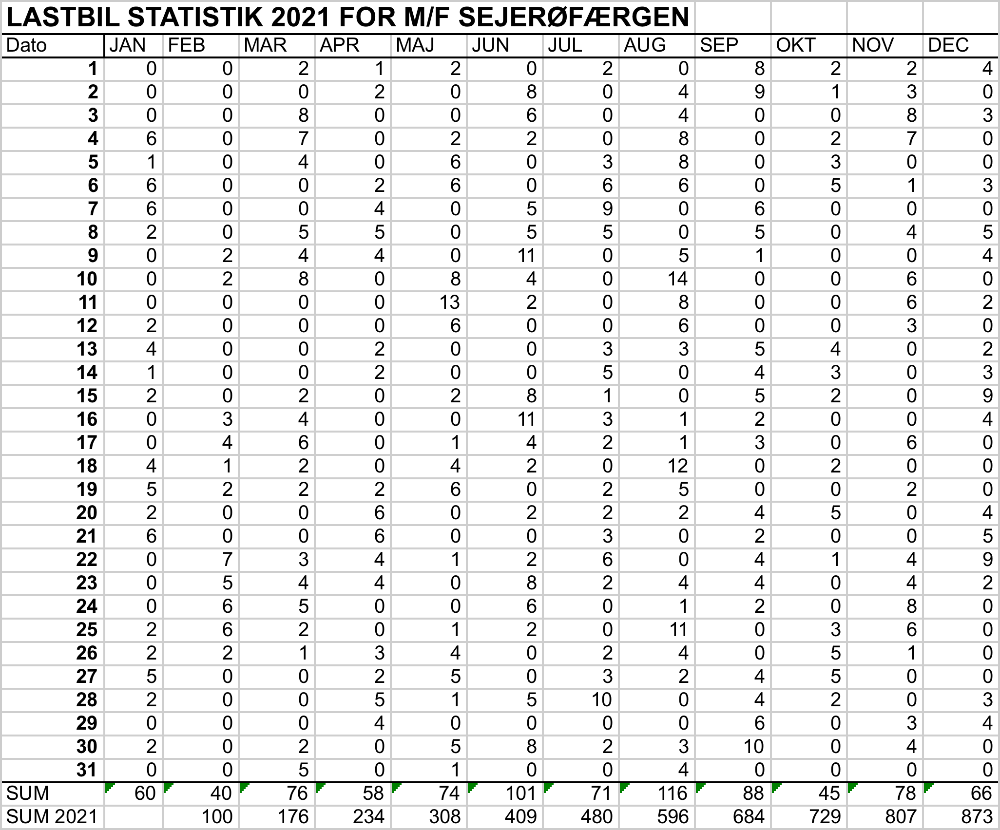 LASTBIL STATISTIK 2021 FOR M/F SEJERØFÆRGEN
Dato JAN FEB MAR APR MAJ JUN JUL AUG SEP OKT NOV DEC
1 0 0 2 1 2 0 2 0 8 2 2 4
2 0 0 0 2 0 8 0 4 9 1 3 0
3 0 0 8 0 0 6 0 4 0 0 8 3
4 6 0 7 0 2 2 0 8 0 2 7 0
5 1 0 4 0 6 0 3 8 0 3 0 0
6 6 0 0 2 6 0 6 6 0 5 1 3
7 6 0 0 4 0 5 9 0 6 0 0 0
8 2 0 5 5 0 5 5 0 5 0 4 5
9 0 2 4 4 0 11 0 5 1 0 0 4
10 0 2 8 0 8 4 0 14 0 0 6 0
11 0 0 0 0 13 2 0 8 0 0 6 2
12 2 0 0 0 6 0 0 6 0 0 3 0
13 4 0 0 2 0 0 3 3 5 4 0 2
14 1 0 0 2 0 0 5 0 4 3 0 3
15 2 0 2 0 2 8 1 0 5 2 0 9
16 0 3 4 0 0 11 3 1 2 0 0 4
17 0 4 6 0 1 4 2 1 3 0 6 0
18 4 1 2 0 4 2 0 12 0 2 0 0
19 5 2 2 2 6 0 2 5 0 0 2 0
20 2 0 0 6 0 2 2 2 4 5 0 4
21 6 0 0 6 0 0 3 0 2 0 0 5
22 0 7 3 4 1 2 6 0 4 1 4 9
23 0 5 4 4 0 8 2 4 4 0 4 2
24 0 6 5 0 0 6 0 1 2 0 8 0
25 2 6 2 0 1 2 0 11 0 3 6 0
26 2 2 1 3 4 0 2 4 0 5 1 0
27 5 0 0 2 5 0 3 2 4 5 0 0
28 2 0 0 5 1 5 10 0 4 2 0 3
29 0 0 0 4 0 0 0 0 6 0 3 4
30 2 0 2 0 5 8 2 3 10 0 4 0
31 0 0 5 0 1 0 0 4 0 0 0 0
SUM 60 40 76 58 74 101 71 116 88 45 78 66
SUM 2021 100 176 234 308 409 480 596 684 729 807 873